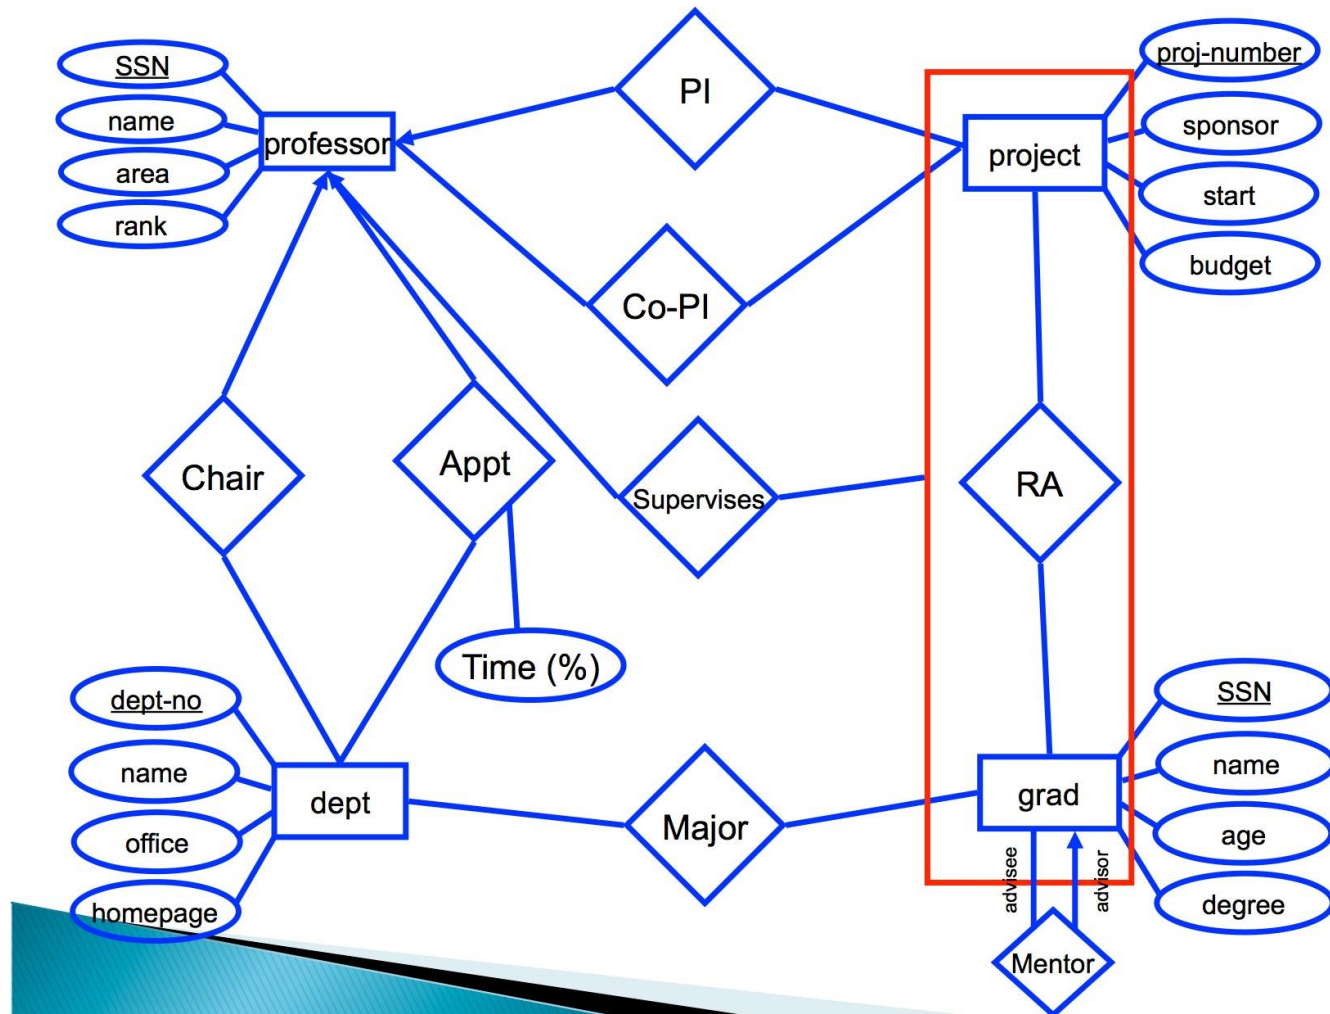 SSN
name
area
rank
professor
PI
Co-PI
project
proj-number
sponsor
start
budget
Chair
Appt
Supervises
RA
Time (%)
dept-no
name
office
homepage
dept
Major
grad
SSN
name
age
degree
advisee
advisor
Mentor